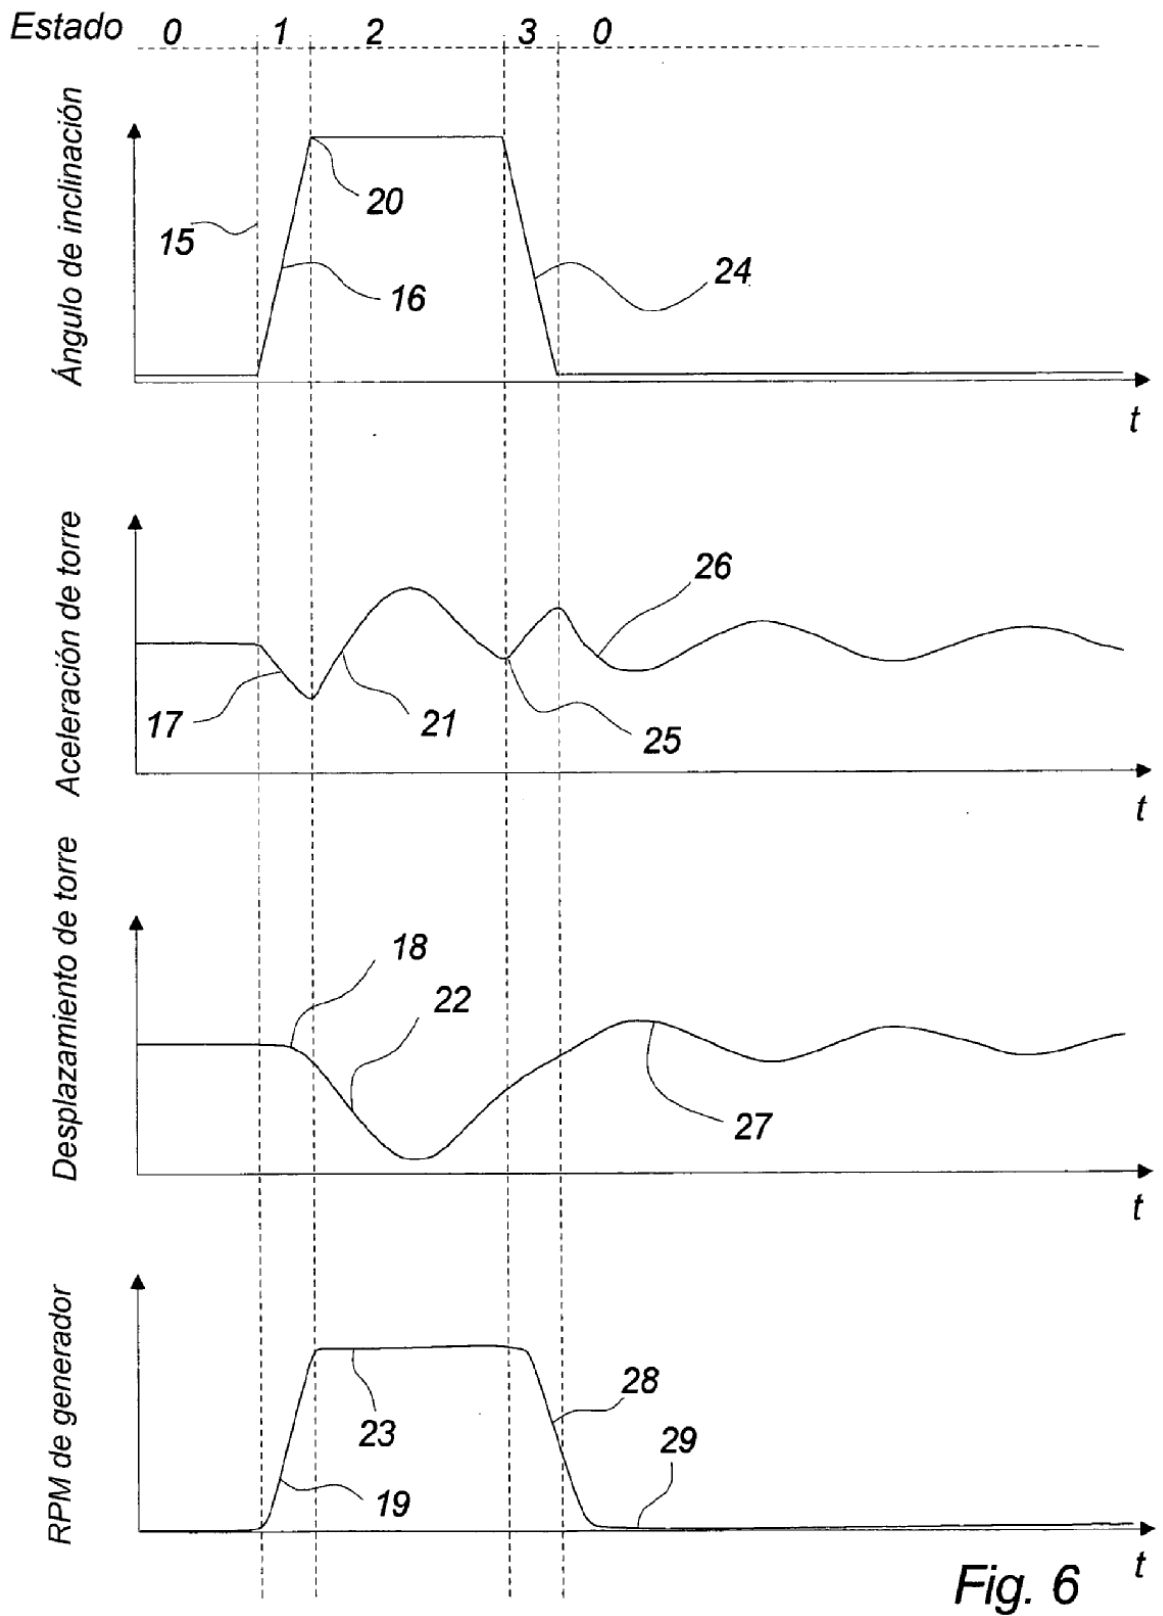 Estado 0 1 2 3 0
Ángulo de inclinación
20
15
16
24
t
Aceleración de torre
26
17
21
25
t
Desplazamiento de torre
18
22
27
t
RPM de generador
28
23
29
19
t
Fig. 6